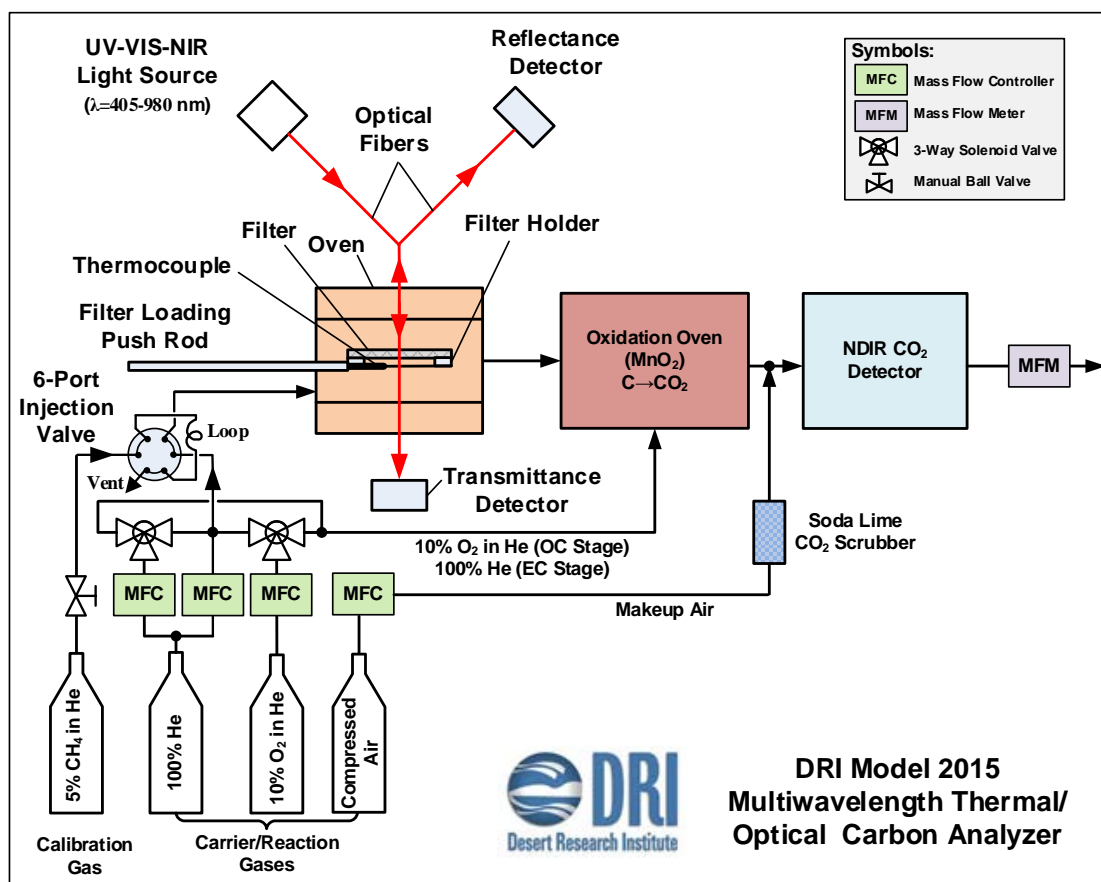 UV-VIS-NIR
Light Source
(λ=405-980 nm)
Reflectance
Detector
Optical
Fibers
Symbols:
MFC
Mass Flow Controller
MFM
Mass Flow Meter
3-Way Solenoid Valve
Manual Ball Valve
Filter
Oven
Filter Holder
Thermocouple
Filter Loading
Push Rod
6-Port
Injection
Valve
Loop
Vent
Oxidation Oven
(MnO₂)
C→CO₂
NDIR CO₂
Detector
MFM
Transmittance
Detector
Soda Lime
CO₂ Scrubber
10% O₂ in He (OC Stage)
100% He (EC Stage)
MFC
MFC
MFC
MFC
Makeup Air
5% CH₄ in He
100% He
10% O₂ in He
Compressed
Air
Calibration
Gas
Carrier/Reaction
Gases
DRI
Desert Research Institute
DRI Model 2015
Multiwavelength Thermal/
Optical Carbon Analyzer